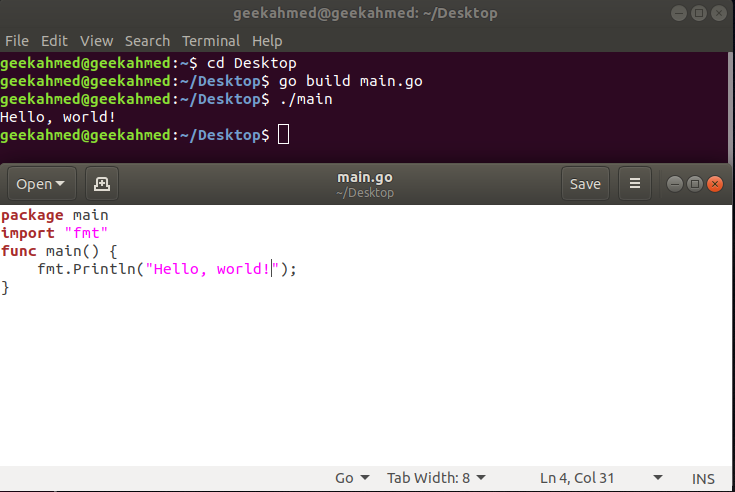 geekahmed@geekahmed: ~/Desktop
File Edit View Search Terminal Help
geekahmed@geekahmed:~$ cd Desktop
geekahmed@geekahmed:~/Desktop$ go build main.go
geekahmed@geekahmed:~/Desktop$ ./main
Hello, world!
geekahmed@geekahmed:~/Desktop$
Open main.go Save
~/Desktop
package main
import "fmt"
func main() {
    fmt.Println("Hello, world!");
}
Go Tab Width: 8 Ln 4, Col 31 INS